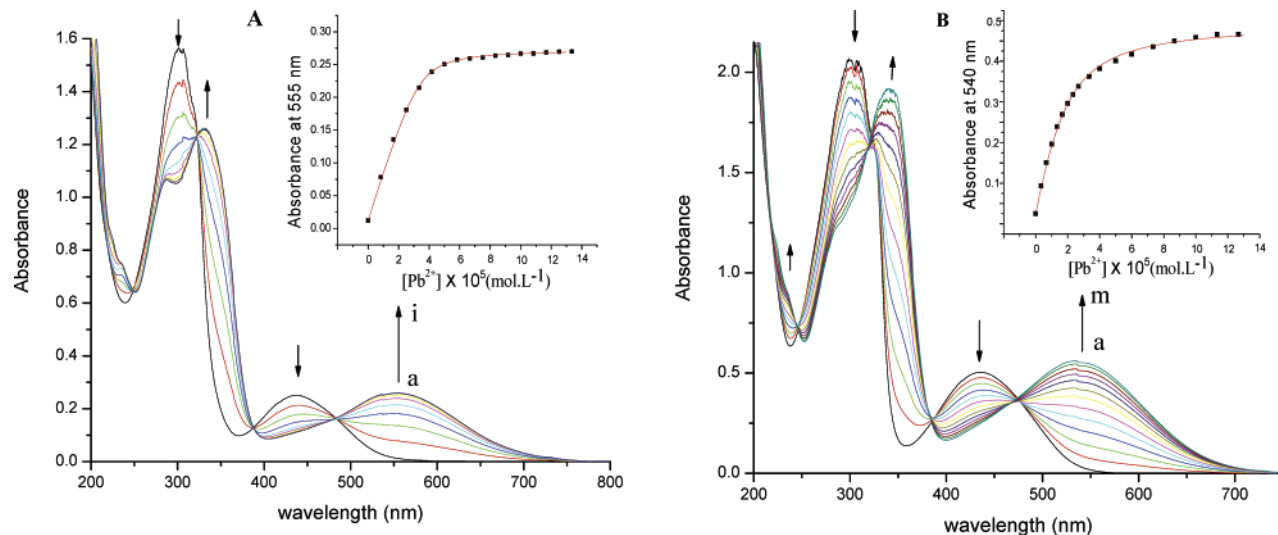 A
1.6
1.4
1.2
1.0
0.8
0.6
0.4
0.2
0.0
200 300 400 500 600 700 800
Absorbance
wavelength (nm)
i
a
0.30
0.25
0.20
0.15
0.10
0.05
0.00
0 2 4 6 8 10 12 14
Absorbance at 555 nm
[Pb²⁺] X 10⁵(mol.L⁻¹)
B
2.0
1.5
1.0
0.5
0.0
200 300 400 500 600 700
Absorbance
wavelength (nm)
m
a
0.5
0.4
0.3
0.2
0.1
0 2 4 6 8 10 12 14
Absorbance at 540 nm
[Pb²⁺] X 10⁵(mol.L⁻¹)